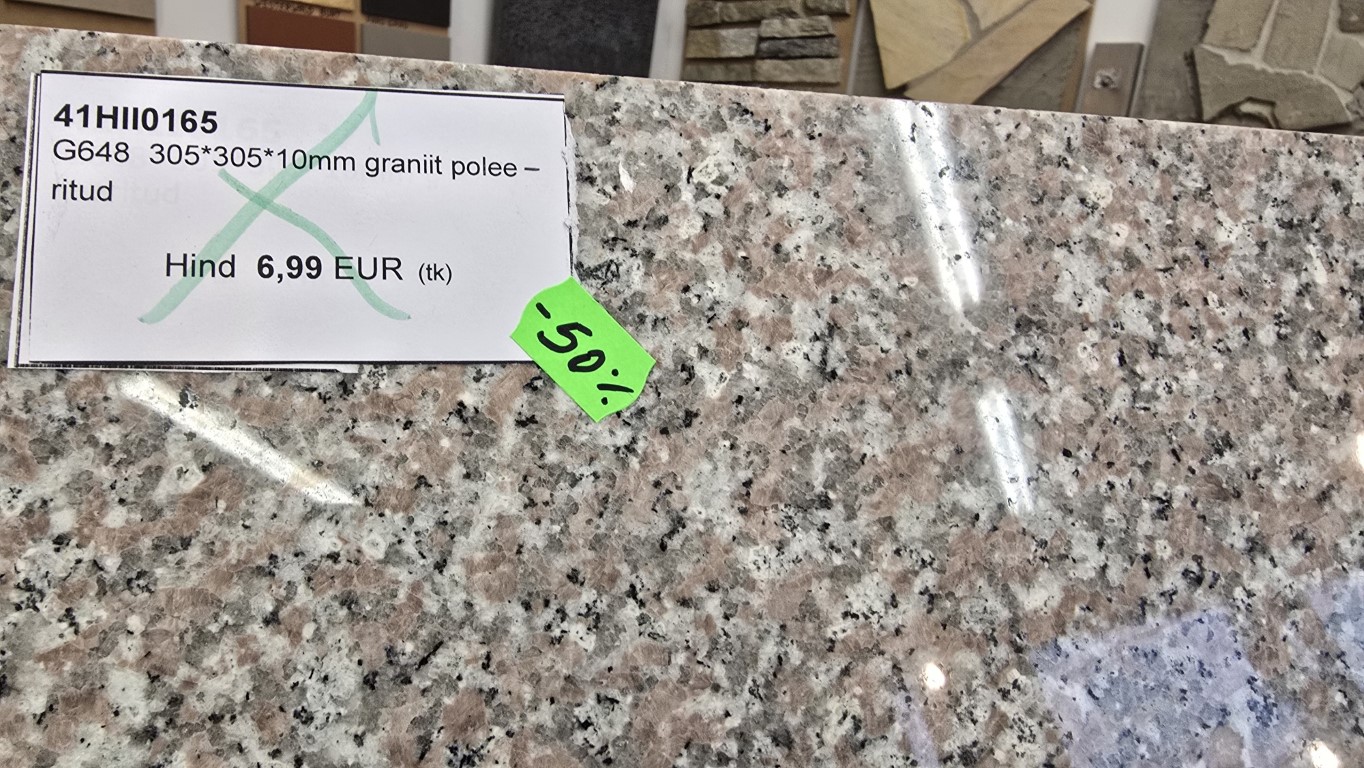 41HII0165
G648 305*305*10mm graniit polee –
ritud
Hind 6,99 EUR (tk)
-50%